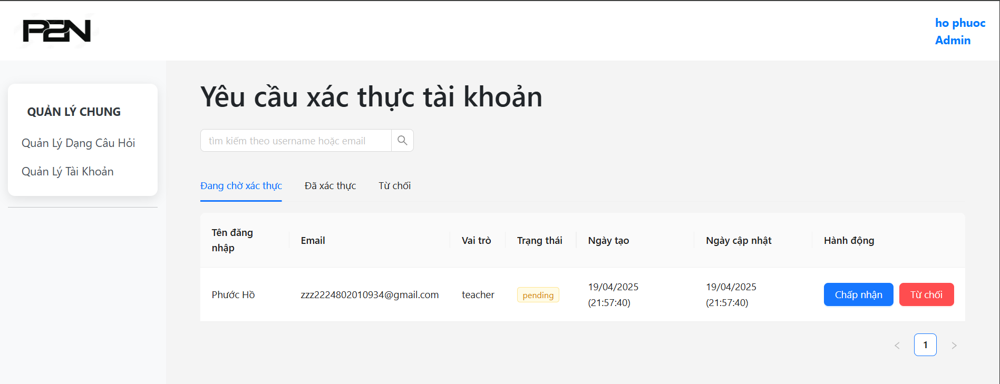 P2N
ho phuoc
Admin
QUẢN LÝ CHUNG
Quản Lý Dạng Câu Hỏi
Quản Lý Tài Khoản
Yêu cầu xác thực tài khoản
tìm kiếm theo username hoặc email
Đang chờ xác thực Đã xác thực Từ chối
Tên đăng nhập Email Vai trò Trạng thái Ngày tạo Ngày cập nhật Hành động
Phước Hồ zzz2224802010934@gmail.com teacher pending 19/04/2025 (21:57:40) 19/04/2025 (21:57:40) Chấp nhận Từ chối
< 1 >